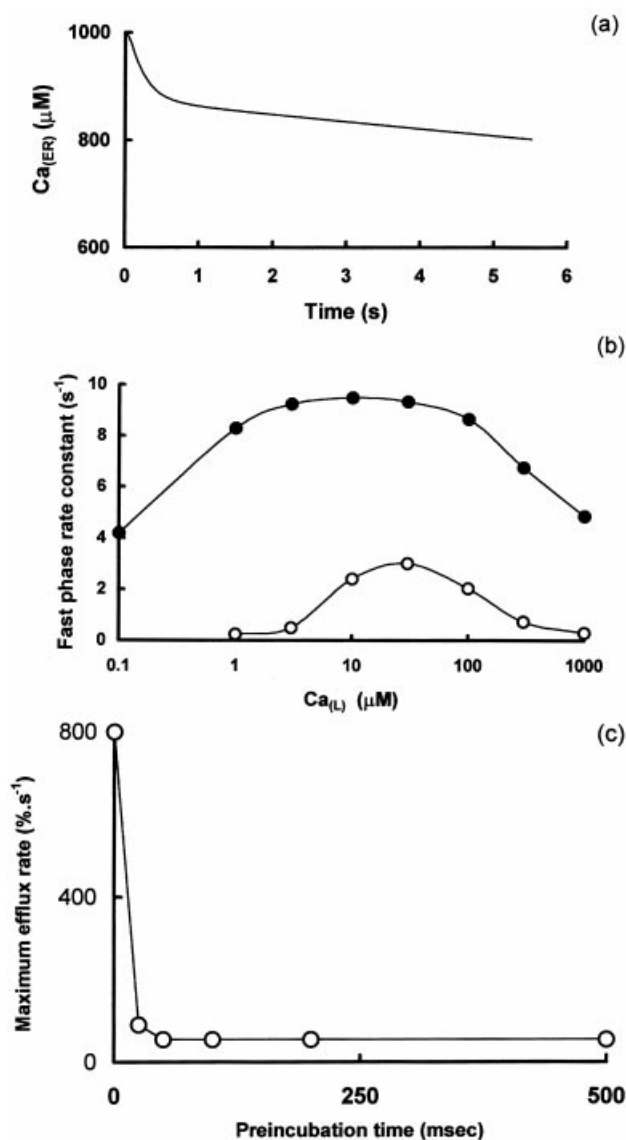 (a)
Ca(ER) (μM)
1000
800
600
0 1 2 3 4 5 6
Time (s)
(b)
Fast phase rate constant (s⁻¹)
10
8
6
4
2
0
0.1 1 10 100 1000
Ca(L) (μM)
(c)
Maximum efflux rate (%.s⁻¹)
800
400
0
0 250 500
Preincubation time (msec)